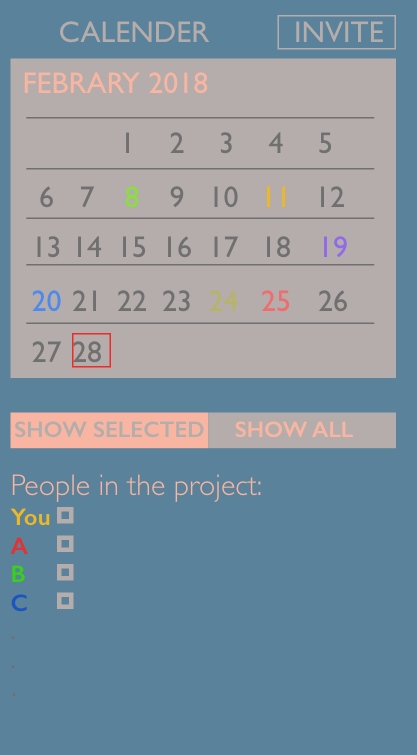 CALENDER INVITE
FEBRARY 2018
1 2 3 4 5
6 7 8 9 10 11 12
13 14 15 16 17 18 19
20 21 22 23 24 25 26
27 28
SHOW SELECTED SHOW ALL
People in the project:
You
A
B
C
.
.
.